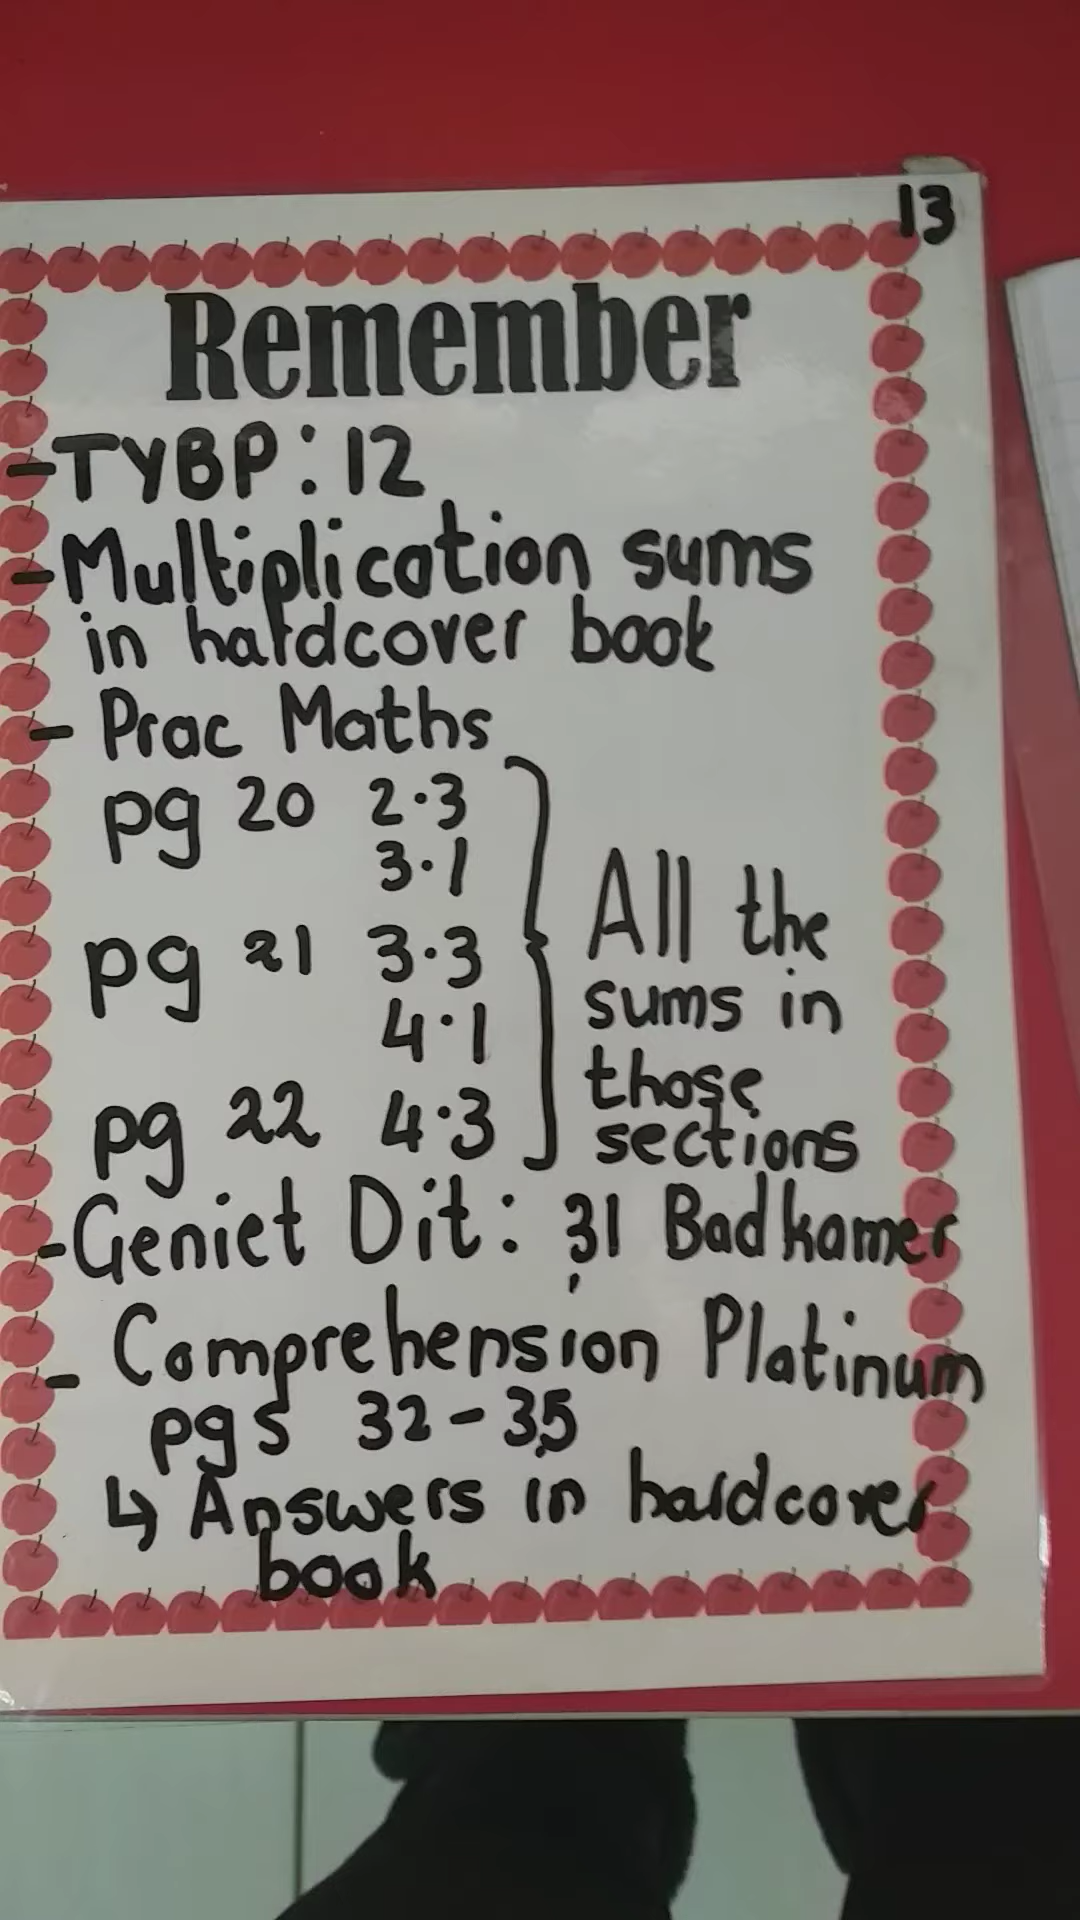 13
Remember
- TYBP: 12
- Multiplication sums
in hardcover book
- Prac Maths
pg 20 2.3
3.1
pg 21 3.3
4.1
pg 22 4.3
All the
sums in
those
sections
- Geniet Dit: 31 Badkamer
- Comprehension Platinum
pgs 32-35
↳ Answers in hardcover
book